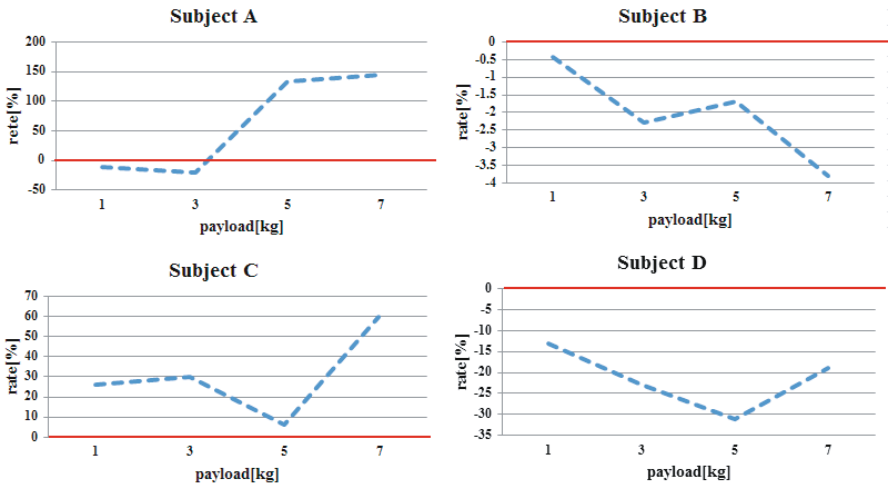 Subject A
200
150
100
50
0
-50
rete[%]
1 3 5 7
payload[kg]
Subject B
0
-0.5
-1
-1.5
-2
-2.5
-3
-3.5
-4
rate[%]
1 3 5 7
payload[kg]
Subject C
70
60
50
40
30
20
10
0
rate[%]
1 3 5 7
payload[kg]
Subject D
0
-5
-10
-15
-20
-25
-30
-35
rate[%]
1 3 5 7
payload[kg]